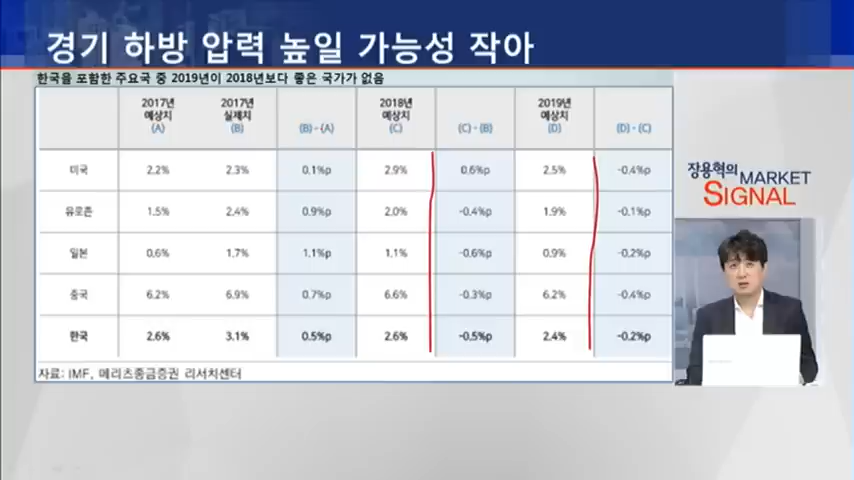 경기 하방 압력 높일 가능성 작아
한국을 포함한 주요국 중 2019년이 2018년보다 좋은 국가가 없음
2017년 예상치 (A) 2017년 실제치 (B) (B) - (A) 2018년 예상치 (C) (C) - (B) 2019년 예상치 (D) (D) - (C)
미국 2.2% 2.3% 0.1%p 2.9% 0.6%p 2.5% -0.4%p
유로존 1.5% 2.4% 0.9%p 2.0% -0.4%p 1.9% -0.1%p
일본 0.6% 1.7% 1.1%p 1.1% -0.6%p 0.9% -0.2%p
중국 6.2% 6.9% 0.7%p 6.6% -0.3%p 6.2% -0.4%p
한국 2.6% 3.1% 0.5%p 2.6% -0.5%p 2.4% -0.2%p
자료: IMF, 메리츠종금증권 리서치센터
장용혁의 MARKET
SIGNAL